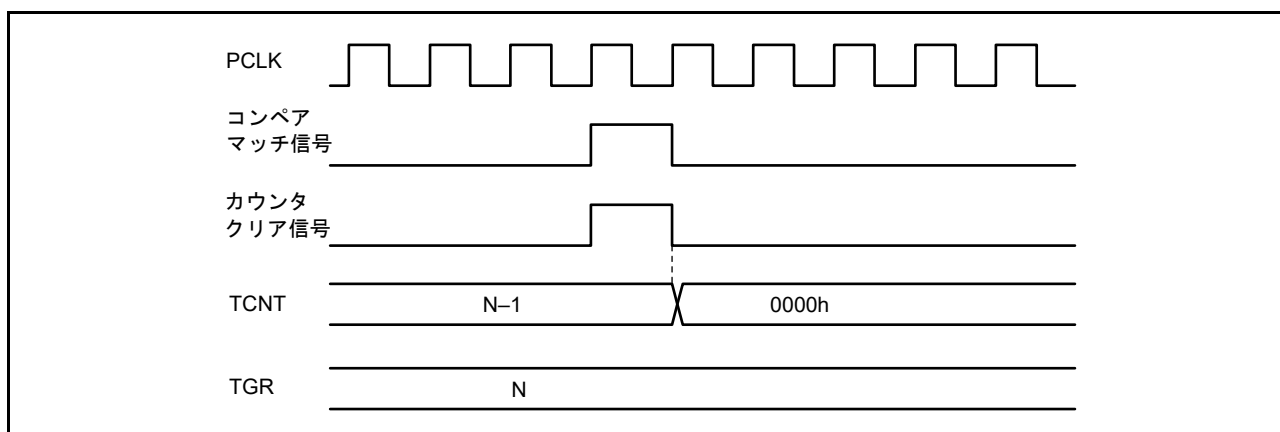 PCLK
コンペア
マッチ信号
カウンタ
クリア信号
TCNT
N–1
0000h
TGR
N